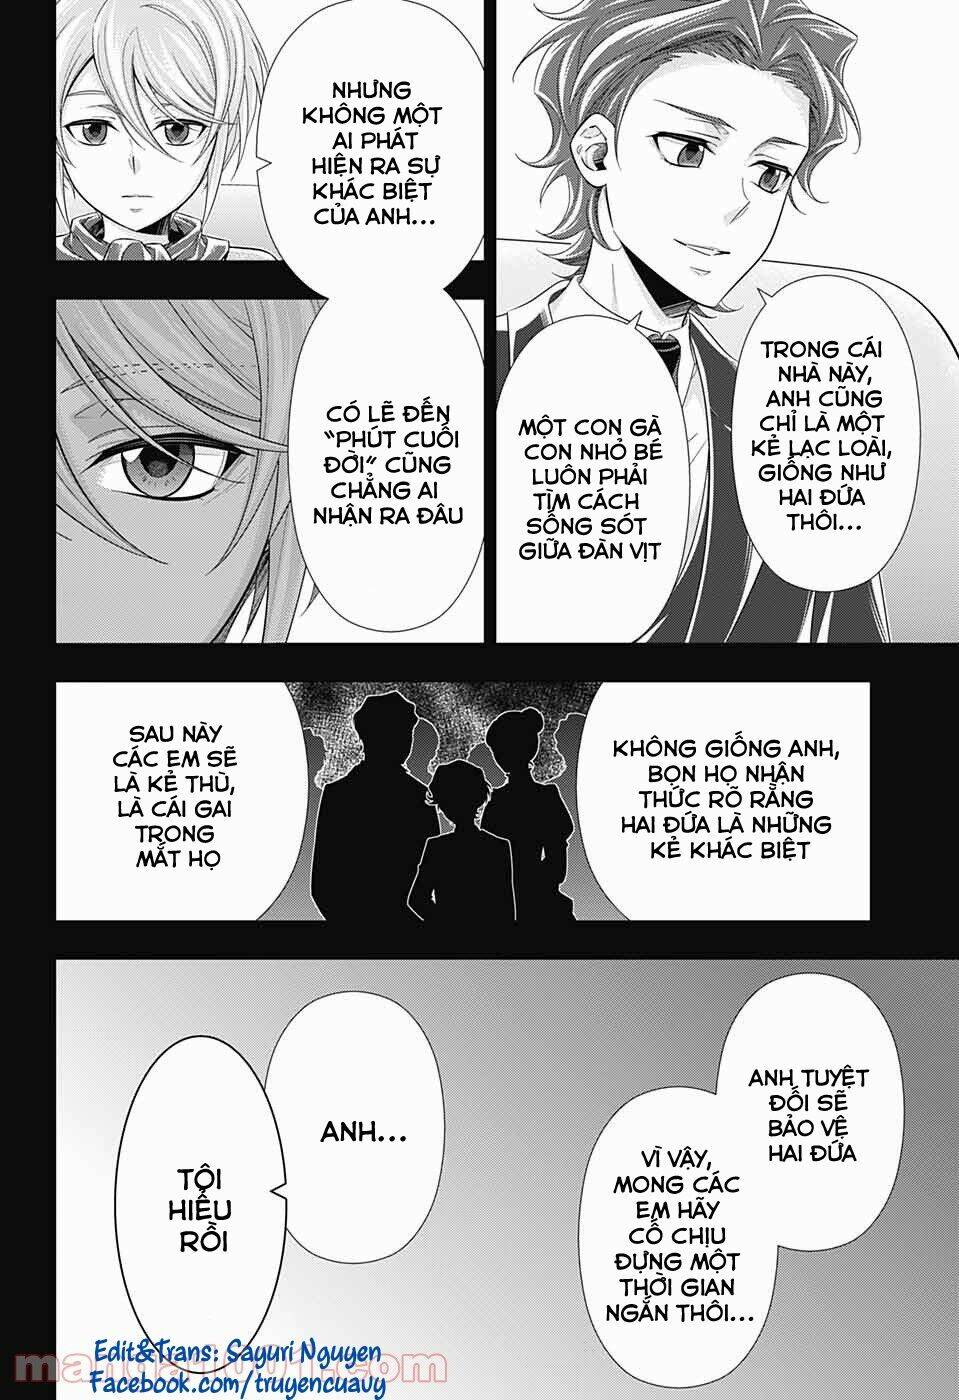 TRONG CÁI
NHÀ NÀY,
ANH CŨNG
CHỈ LÀ MỘT
KẺ LẠC LOÀI,
GIỐNG NHƯ
HAI ĐỨA
THÔI...
MỘT CON GÀ
CON NHỎ BÉ
LUÔN PHẢI
TÌM CÁCH
SỐNG SÓT
GIỮA ĐÀN VỊT
NHƯNG
KHÔNG MỘT
AI PHÁT
HIỆN RA SỰ
KHÁC BIỆT
CỦA ANH...
CÓ LẼ ĐẾN
"PHÚT CUỐI
ĐỜI" CŨNG
CHẲNG AI
NHẬN RA ĐÂU
KHÔNG GIỐNG ANH,
BỌN HỌ NHẬN
THỨC RÕ RẰNG
HAI ĐỨA LÀ NHỮNG
KẺ KHÁC BIỆT
SAU NÀY
CÁC EM SẼ
LÀ KẺ THÙ,
LÀ CÁI GAI
TRONG
MẮT HỌ
ANH TUYỆT
ĐỐI SẼ
BẢO VỆ
HAI ĐỨA
VÌ VẬY,
MONG CÁC
EM HÃY
CỐ CHỊU
ĐỰNG MỘT
THỜI GIAN
NGẮN THÔI...
ANH...
TÔI
HIỂU
RỒI
Edit&Trans: Sayuri Nguyen
Facebook.com/truyencuavy